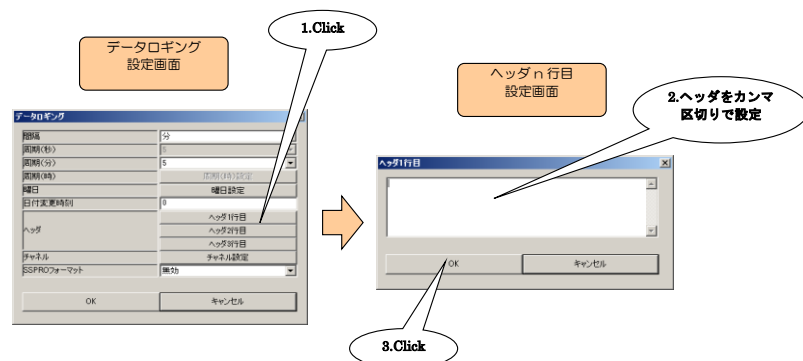 1.Click
データロギング
設定画面
ヘッダｎ行目
設定画面
2.ヘッダをカンマ
区切りで設定
データロギング
間隔
分
周期(秒)
5
周期(分)
5
周期(時)
周期(時)設定
曜日
曜日設定
日付変更時刻
0
ヘッダ
ヘッダ1行目
ヘッダ2行目
ヘッダ3行目
チャネル
チャネル設定
SSPROフォーマット
無効
OK
キャンセル
ヘッダ1行目
OK
キャンセル
3.Click